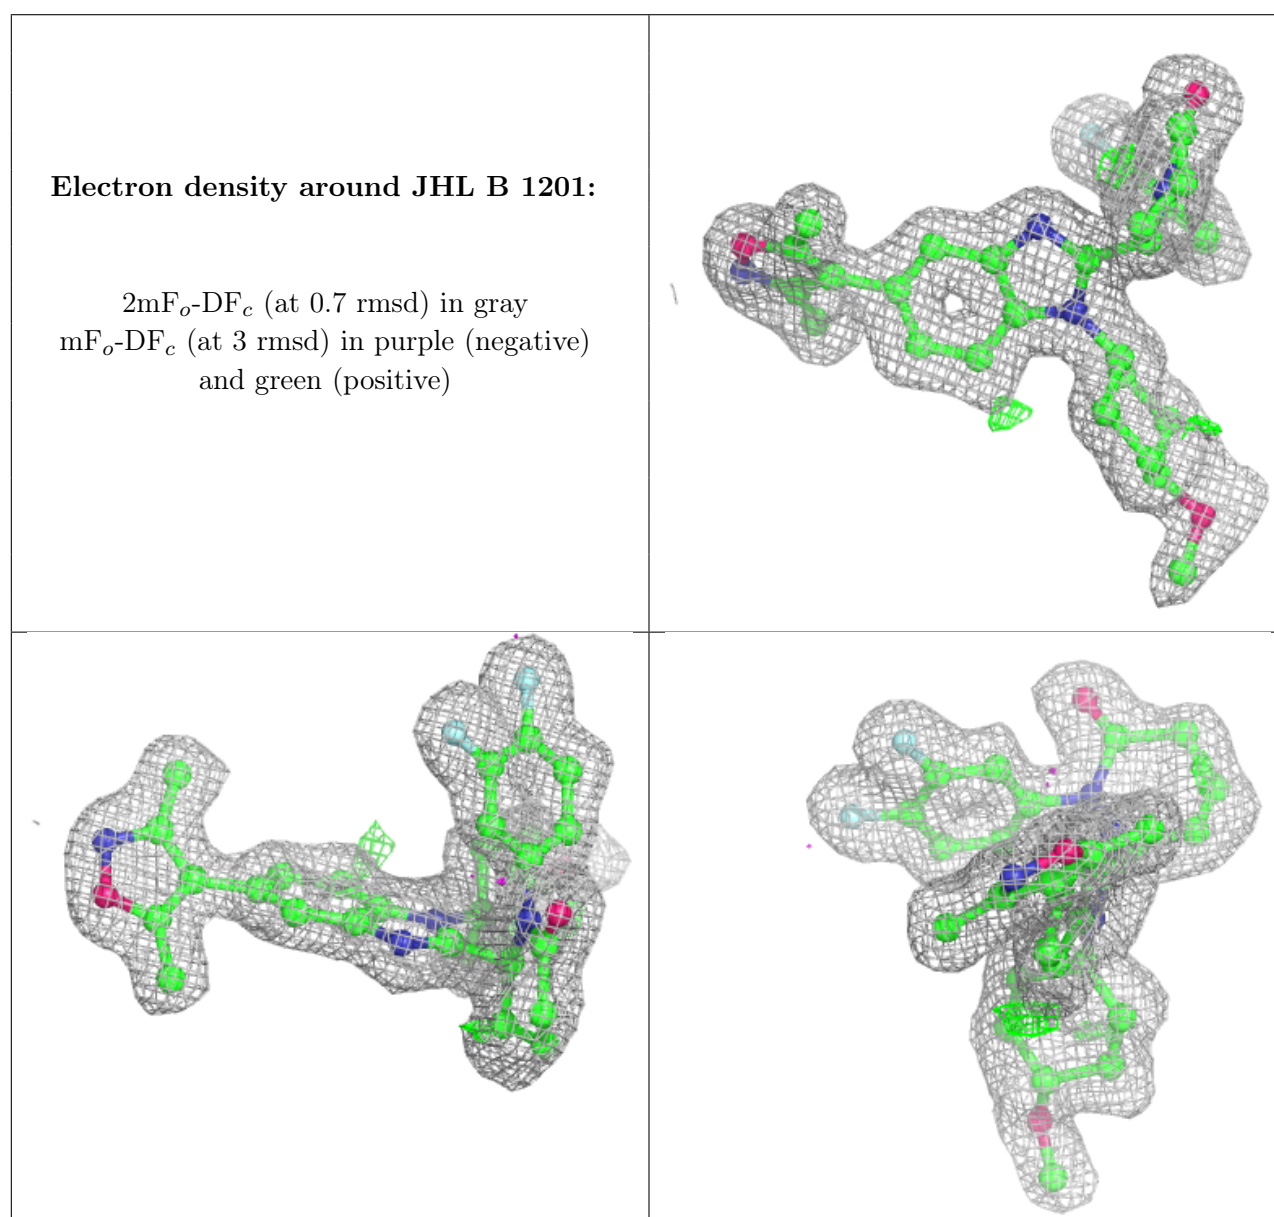 Electron density around JHL B 1201:
2mFo-DFc (at 0.7 rmsd) in gray
mFo-DFc (at 3 rmsd) in purple (negative)
and green (positive)